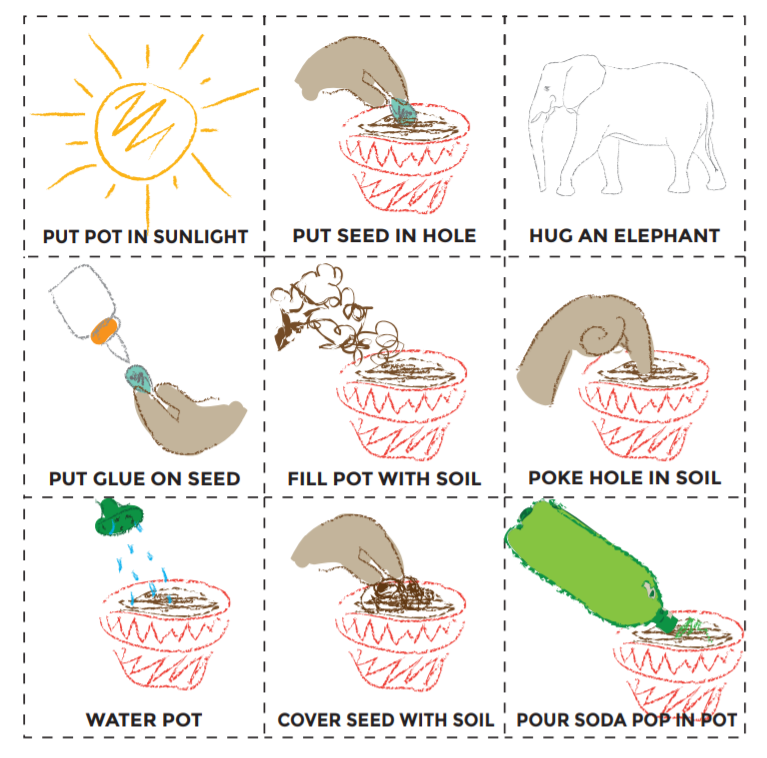 PUT POT IN SUNLIGHT
PUT SEED IN HOLE
HUG AN ELEPHANT
PUT GLUE ON SEED
FILL POT WITH SOIL
POKE HOLE IN SOIL
WATER POT
COVER SEED WITH SOIL
POUR SODA POP IN POT